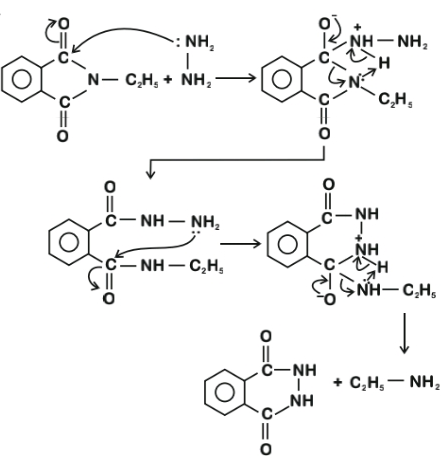 O
: NH₂
C
N — C₂H₅ + NH₂
C
O
O⁻ +
C NH — NH₂
H
N
C₂H₅
C
O
O
C — NH — NH₂
C — NH — C₂H₅
O
O
C — NH
+
NH
C H
⁻O NH — C₂H₅
O
C — NH
NH + C₂H₅ — NH₂
C
O